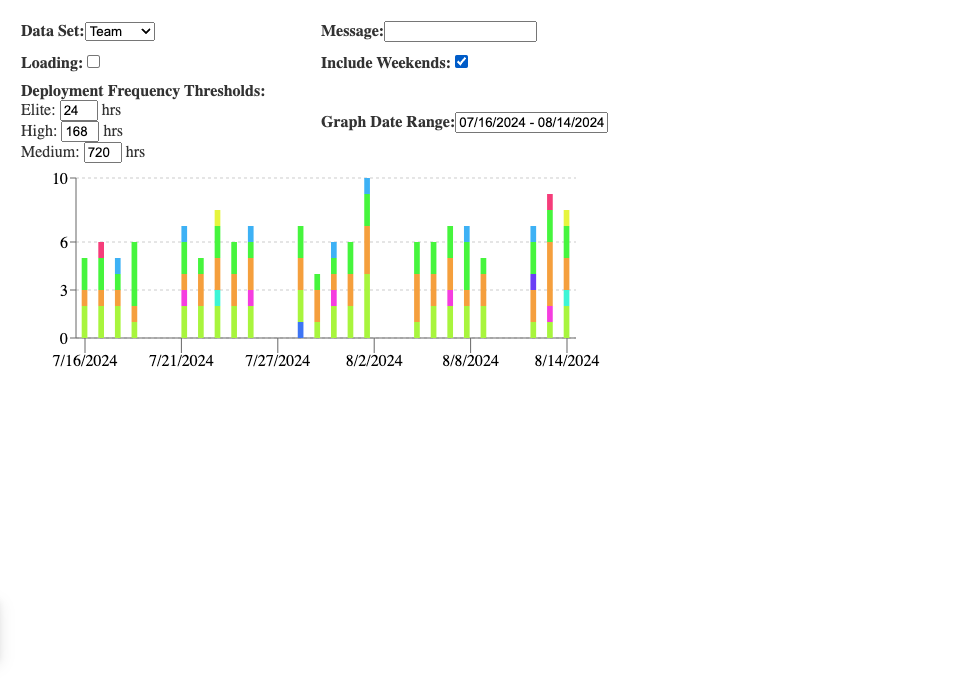 Data Set: Team Message:
Loading: Include Weekends:
Deployment Frequency Thresholds:
Elite: 24 hrs
High: 168 hrs
Graph Date Range: 07/16/2024 - 08/14/2024
Medium: 720 hrs
10
6
3
0
7/16/2024 7/21/2024 7/27/2024 8/2/2024 8/8/2024 8/14/2024